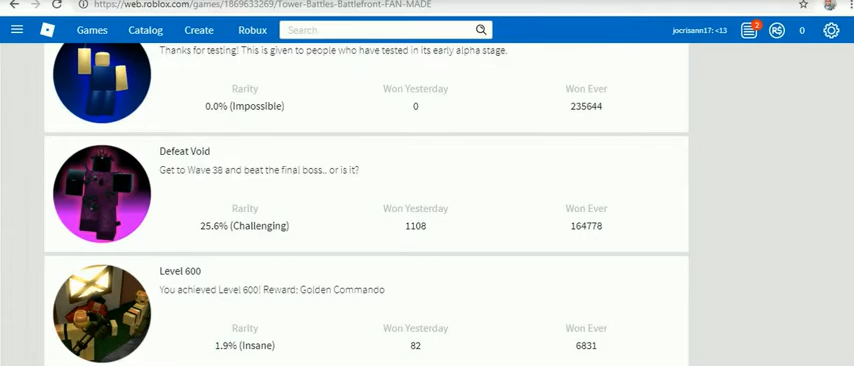 https://web.roblox.com/games/1869633269/Tower-Battles-Battlefront-FAN-MADE
Games Catalog Create Robux Search jocrisann17: <13 2 R$ 0
Thanks for testing! This is given to people who have tested in its early alpha stage.
Rarity Won Yesterday Won Ever
0.0% (Impossible) 0 235644
Defeat Void
Get to Wave 38 and beat the final boss.. or is it?
Rarity Won Yesterday Won Ever
25.6% (Challenging) 1108 164778
Level 600
You achieved Level 600! Reward: Golden Commando
Rarity Won Yesterday Won Ever
1.9% (Insane) 82 6831